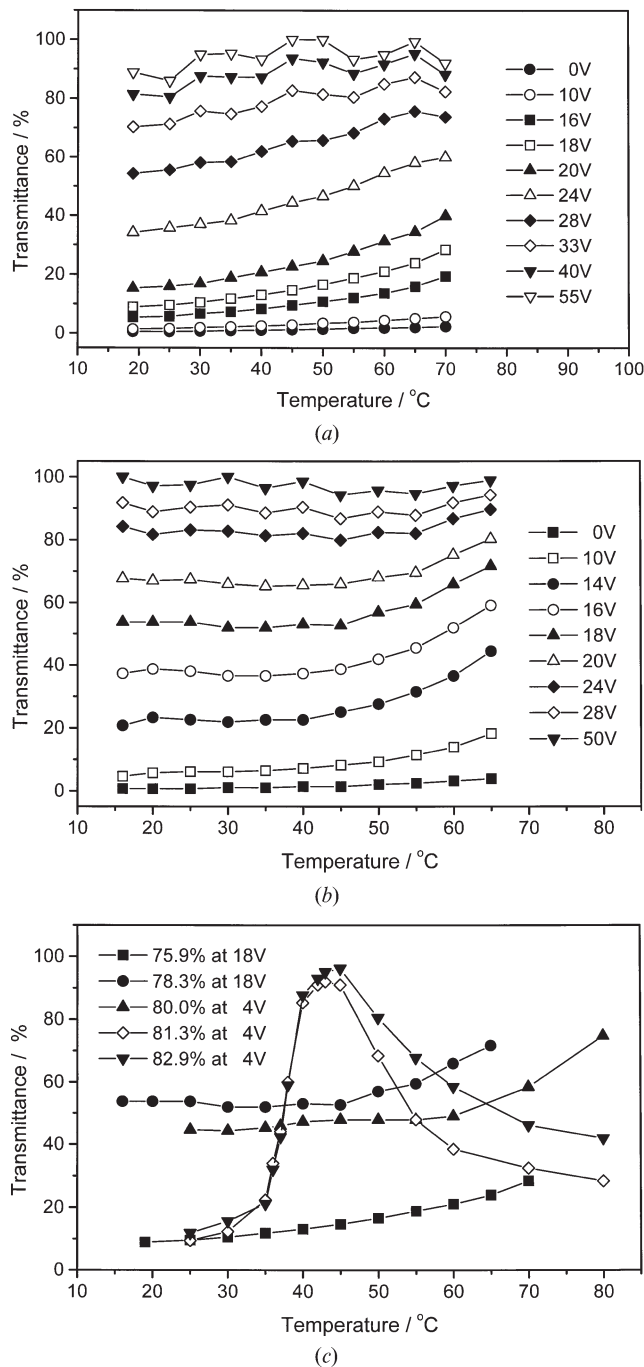 100
80
60
40
20
0
Transmittance / %
0V
10V
16V
18V
20V
24V
28V
33V
40V
55V
10 20 30 40 50 60 70 80 90 100
Temperature / °C
(a)
100
80
60
40
20
0
Transmittance / %
0V
10V
14V
16V
18V
20V
24V
28V
50V
10 20 30 40 50 60 70 80
Temperature / °C
(b)
100
80
60
40
20
0
Transmittance / %
75.9% at 18V
78.3% at 18V
80.0% at 4V
81.3% at 4V
82.9% at 4V
10 20 30 40 50 60 70 80
Temperature / °C
(c)